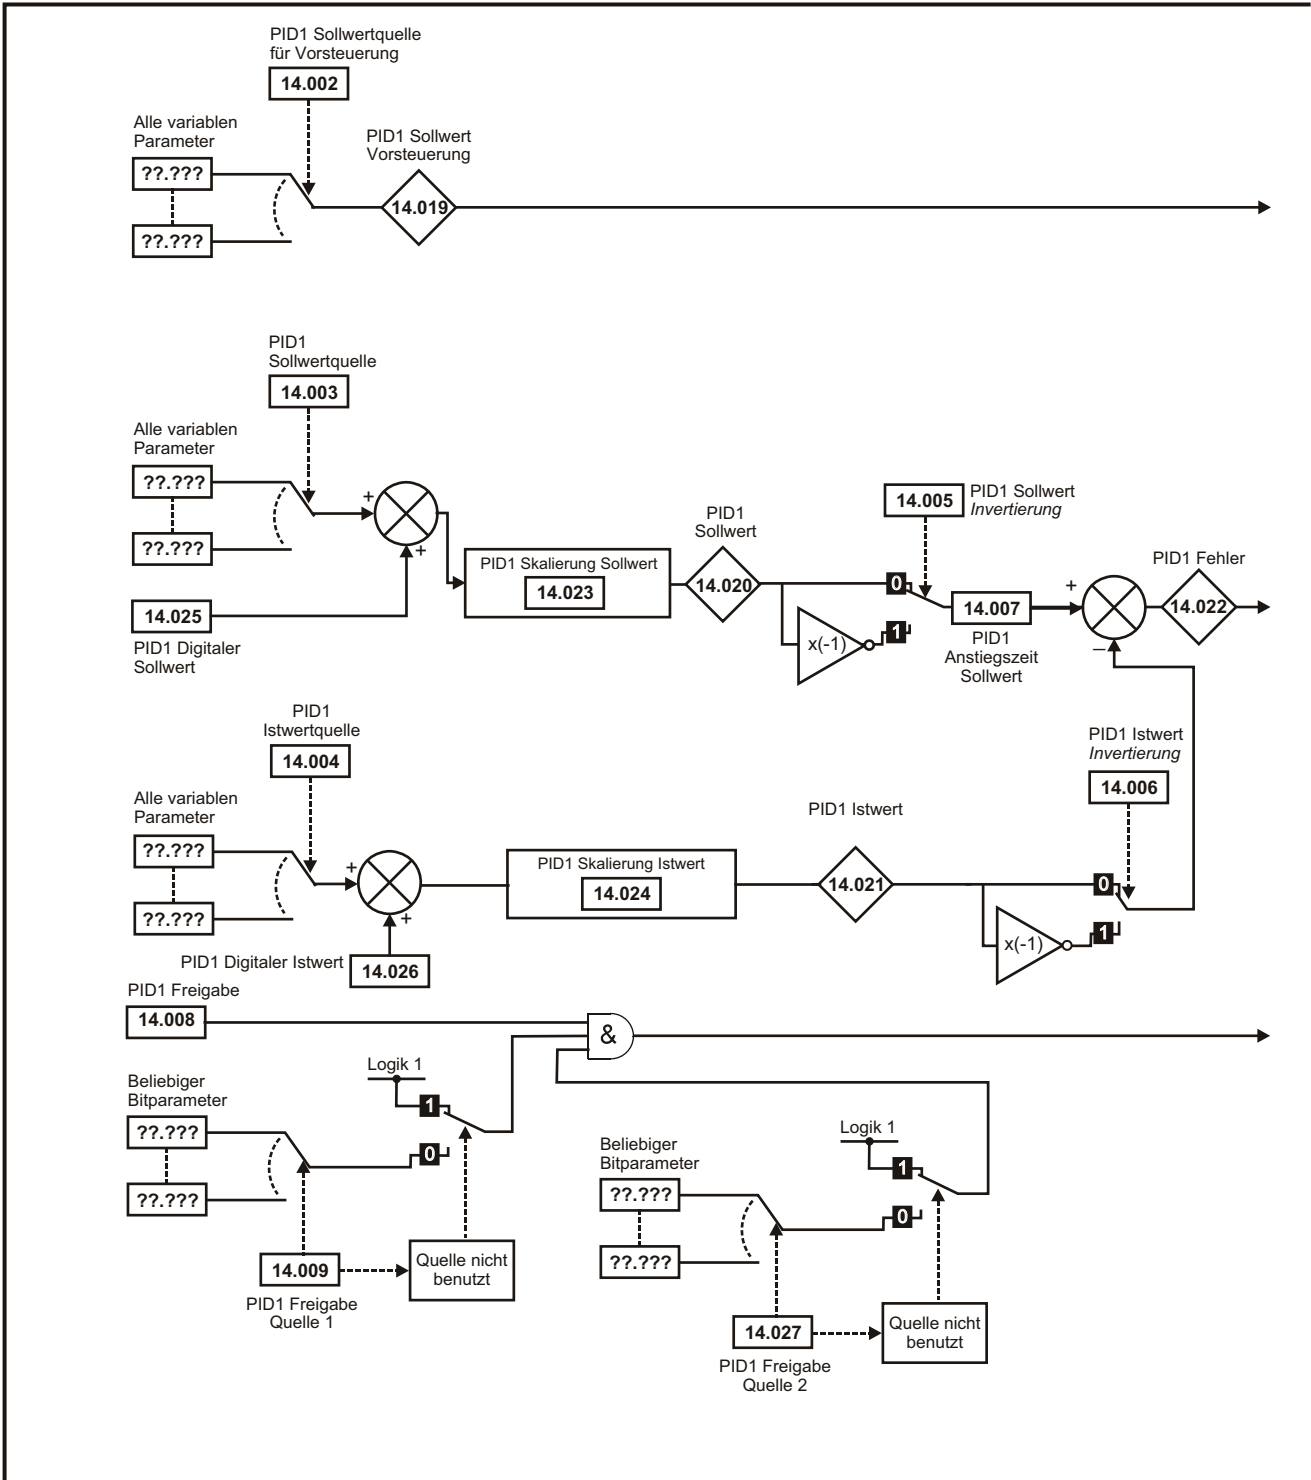 PID1 Sollwertquelle
für Vorsteuerung
14.002
Alle variablen
Parameter
??.???
??.???
PID1 Sollwert
Vorsteuerung
14.019
PID1
Sollwertquelle
14.003
Alle variablen
Parameter
??.???
??.???
+
+
14.025
PID1 Digitaler
Sollwert
PID1 Skalierung Sollwert
14.023
PID1
Sollwert
14.020
x(-1)
0
1
14.005
PID1 Sollwert
Invertierung
14.007
PID1
Anstiegszeit
Sollwert
+
–
PID1 Fehler
14.022
PID1
Istwertquelle
14.004
Alle variablen
Parameter
??.???
??.???
+
+
PID1 Digitaler Istwert
14.026
PID1 Skalierung Istwert
14.024
PID1 Istwert
14.021
x(-1)
0
1
PID1 Istwert
Invertierung
14.006
PID1 Freigabe
14.008
&
Beliebiger
Bitparameter
??.???
??.???
Logik 1
1
0
14.009
PID1 Freigabe
Quelle 1
Quelle nicht
benutzt
Beliebiger
Bitparameter
??.???
??.???
Logik 1
1
0
14.027
PID1 Freigabe
Quelle 2
Quelle nicht
benutzt